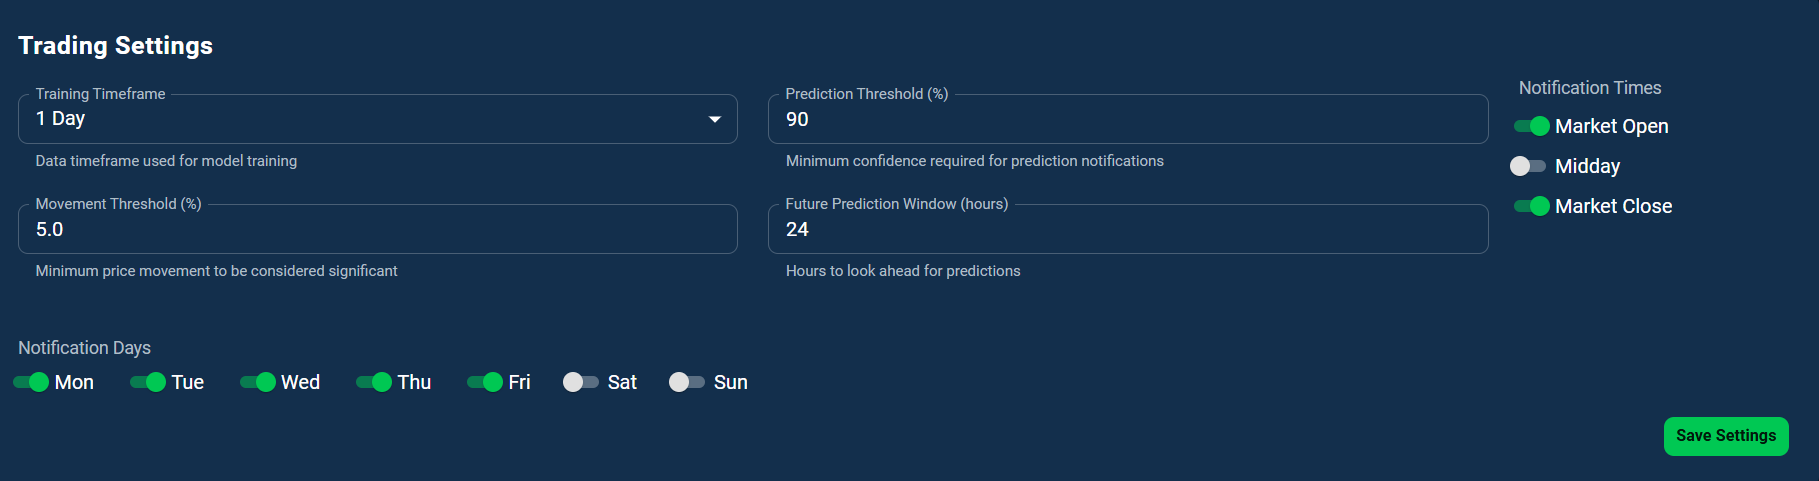 Trading Settings
Training Timeframe
1 Day
Data timeframe used for model training
Prediction Threshold (%)
90
Minimum confidence required for prediction notifications
Movement Threshold (%)
5.0
Minimum price movement to be considered significant
Future Prediction Window (hours)
24
Hours to look ahead for predictions
Notification Times
Market Open
Midday
Market Close
Notification Days
Mon Tue Wed Thu Fri Sat Sun
Save Settings